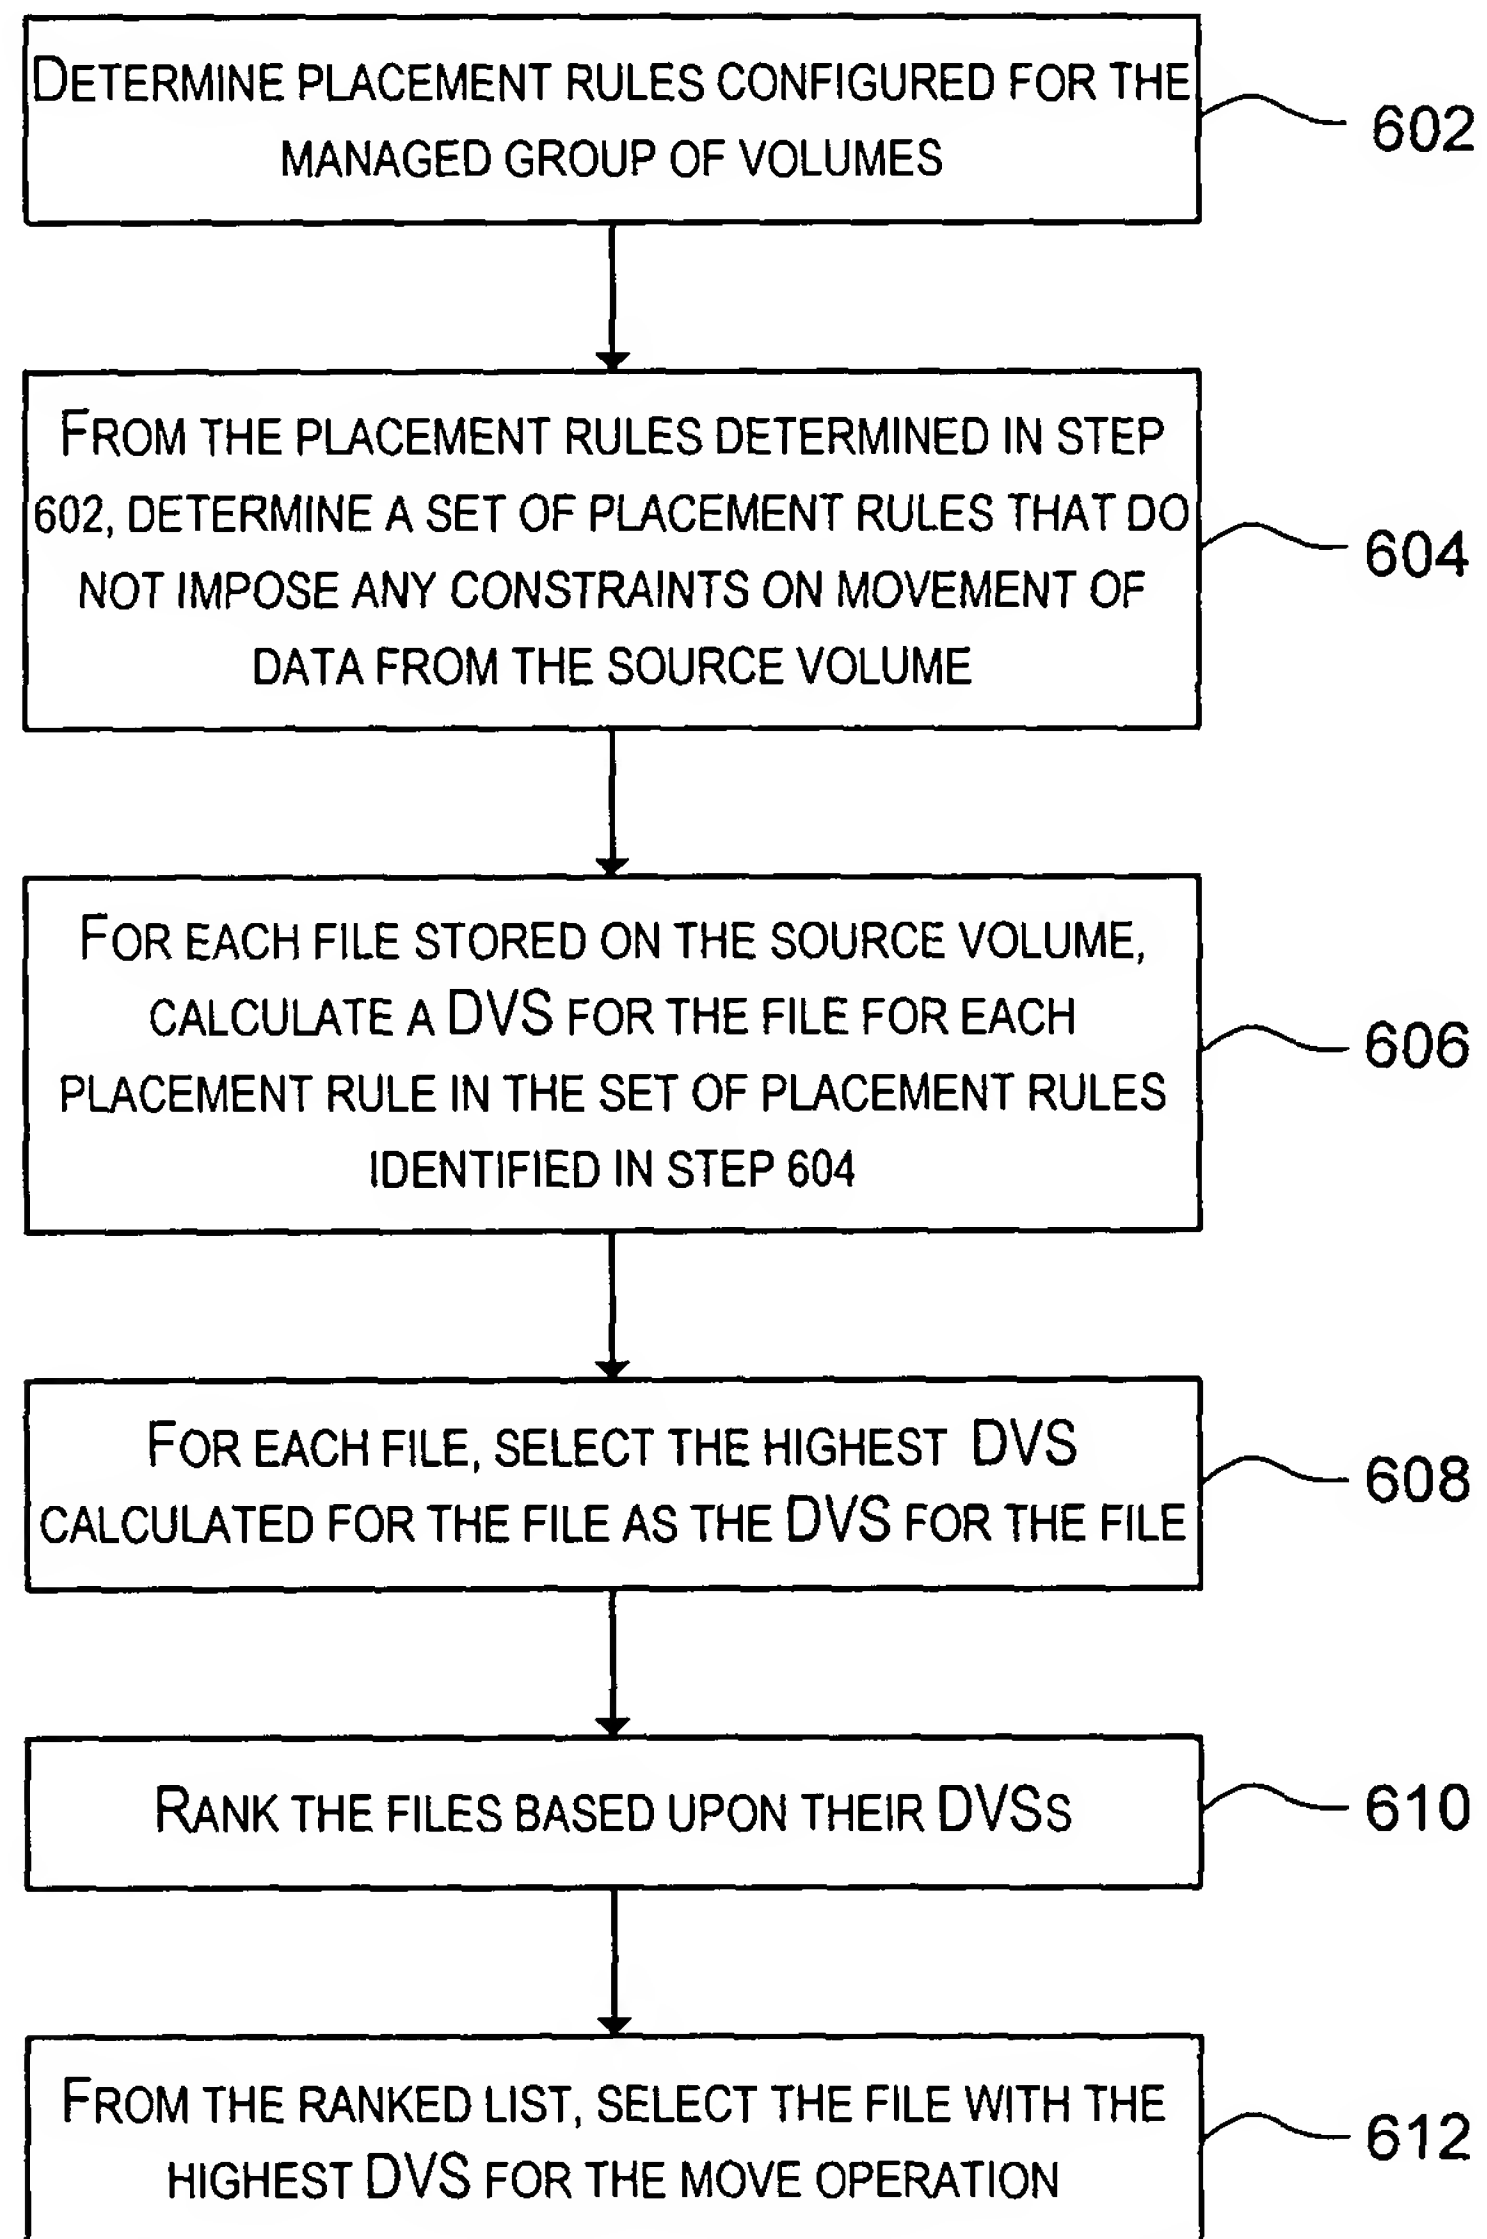 DETERMINE PLACEMENT RULES CONFIGURED FOR THE
MANAGED GROUP OF VOLUMES
602
FROM THE PLACEMENT RULES DETERMINED IN STEP
602, DETERMINE A SET OF PLACEMENT RULES THAT DO
NOT IMPOSE ANY CONSTRAINTS ON MOVEMENT OF
DATA FROM THE SOURCE VOLUME
604
FOR EACH FILE STORED ON THE SOURCE VOLUME,
CALCULATE A DVS FOR THE FILE FOR EACH
PLACEMENT RULE IN THE SET OF PLACEMENT RULES
IDENTIFIED IN STEP 604
606
FOR EACH FILE, SELECT THE HIGHEST DVS
CALCULATED FOR THE FILE AS THE DVS FOR THE FILE
608
RANK THE FILES BASED UPON THEIR DVSS
610
FROM THE RANKED LIST, SELECT THE FILE WITH THE
HIGHEST DVS FOR THE MOVE OPERATION
612